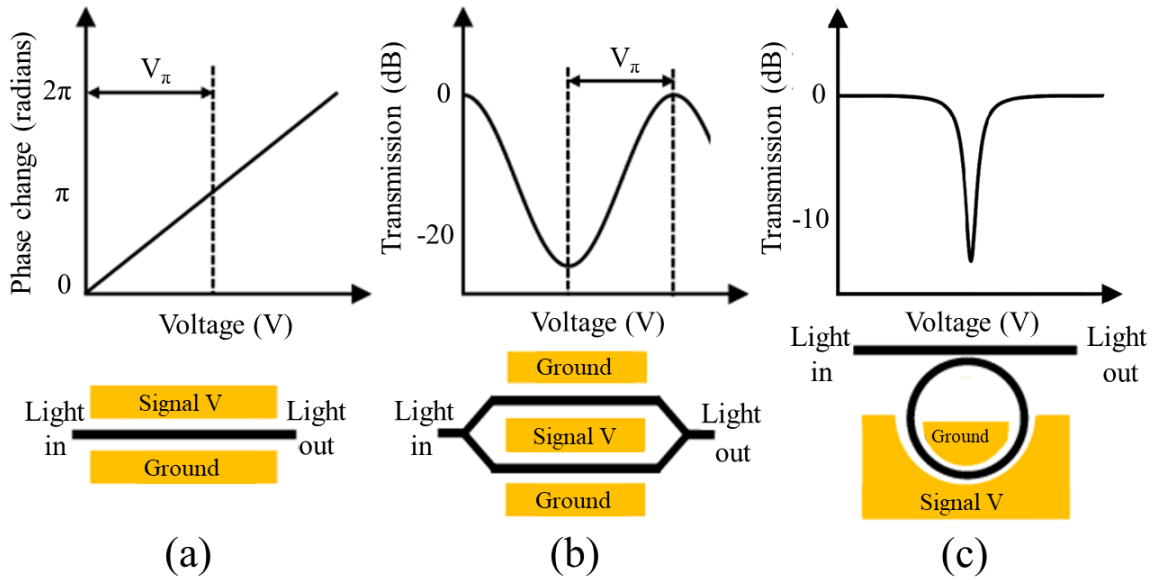 Phase change (radians)
2π
π
0
Vπ
Voltage (V)
Light
in
Signal V
Ground
Light
out
(a)
Transmission (dB)
0
-20
Vπ
Voltage (V)
Light
in
Ground
Signal V
Ground
Light
out
(b)
Transmission (dB)
0
-10
Voltage (V)
Light
in
Light
out
Ground
Signal V
(c)